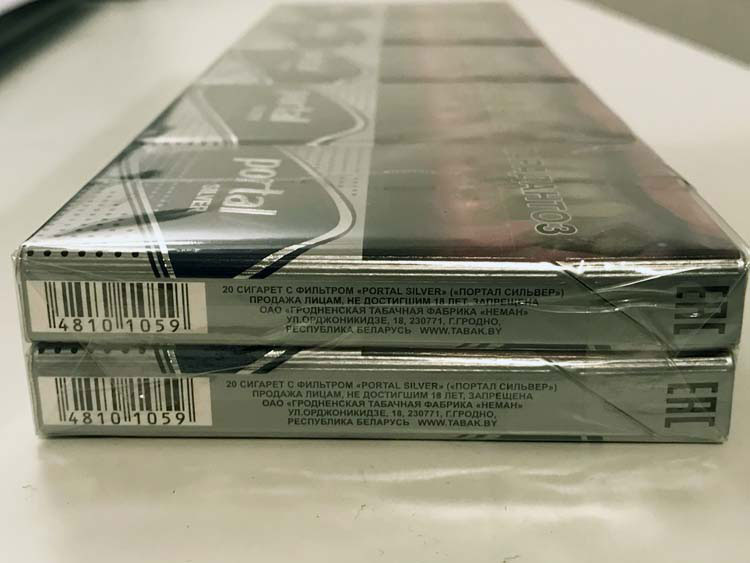 portal
SILVER
20 СИГАРЕТ С ФИЛЬТРОМ «PORTAL SILVER» («ПОРТАЛ СИЛЬВЕР»)
ПРОДАЖА ЛИЦАМ, НЕ ДОСТИГШИМ 18 ЛЕТ, ЗАПРЕЩЕНА
ОАО «ГРОДНЕНСКАЯ ТАБАЧНАЯ ФАБРИКА «НЕМАН»
УЛ.ОРДЖОНИКИДЗЕ, 18, 230771, Г.ГРОДНО,
РЕСПУБЛИКА БЕЛАРУСЬ WWW.TABAK.BY
4810 1059
EAC
20 СИГАРЕТ С ФИЛЬТРОМ «PORTAL SILVER» («ПОРТАЛ СИЛЬВЕР»)
ПРОДАЖА ЛИЦАМ, НЕ ДОСТИГШИМ 18 ЛЕТ, ЗАПРЕЩЕНА
ОАО «ГРОДНЕНСКАЯ ТАБАЧНАЯ ФАБРИКА «НЕМАН»
УЛ.ОРДЖОНИКИДЗЕ, 18, 230771, Г.ГРОДНО,
РЕСПУБЛИКА БЕЛАРУСЬ WWW.TABAK.BY
4810 1059
EAC